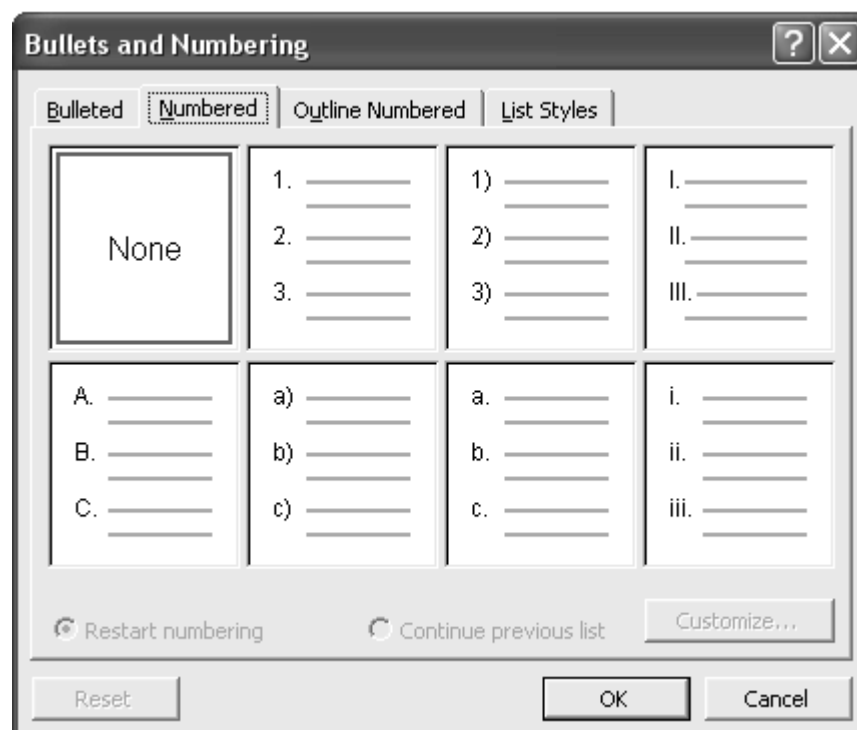 Bullets and Numbering
Bulleted Numbered Outline Numbered List Styles
None
1.
2.
3.
1)
2)
3)
I.
II.
III.
A.
B.
C.
a)
b)
c)
a.
b.
c.
i.
ii.
iii.
Restart numbering Continue previous list Customize...
Reset OK Cancel